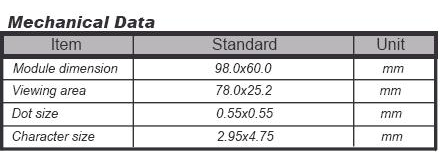 Mechanical Data
Item Standard Unit
Module dimension 98.0x60.0 mm
Viewing area 78.0x25.2 mm
Dot size 0.55x0.55 mm
Character size 2.95x4.75 mm